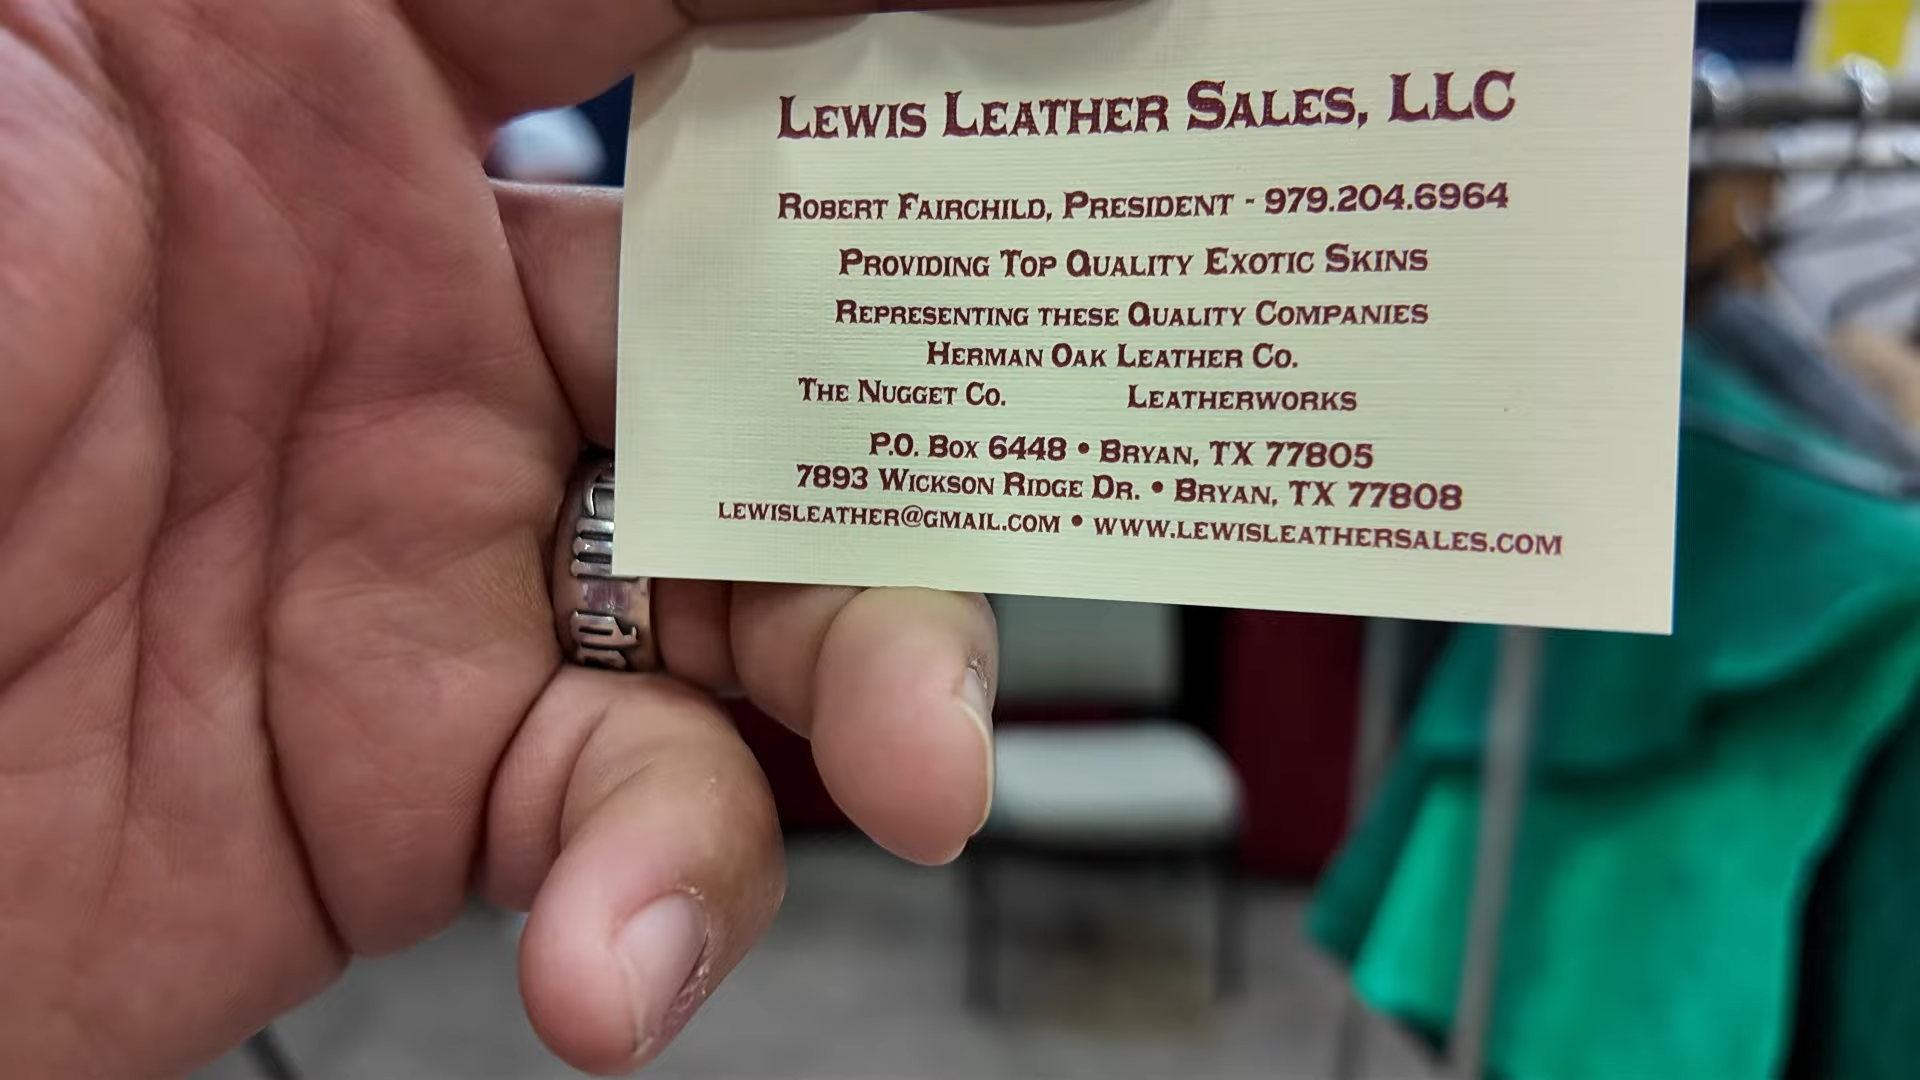 Lewis Leather Sales, LLC
Robert Fairchild, President - 979.204.6964
Providing Top Quality Exotic Skins
Representing these Quality Companies
Herman Oak Leather Co.
The Nugget Co. Leatherworks
P.O. Box 6448 • Bryan, TX 77805
7893 Wickson Ridge Dr. • Bryan, TX 77808
lewisleather@gmail.com • www.lewisleathersales.com